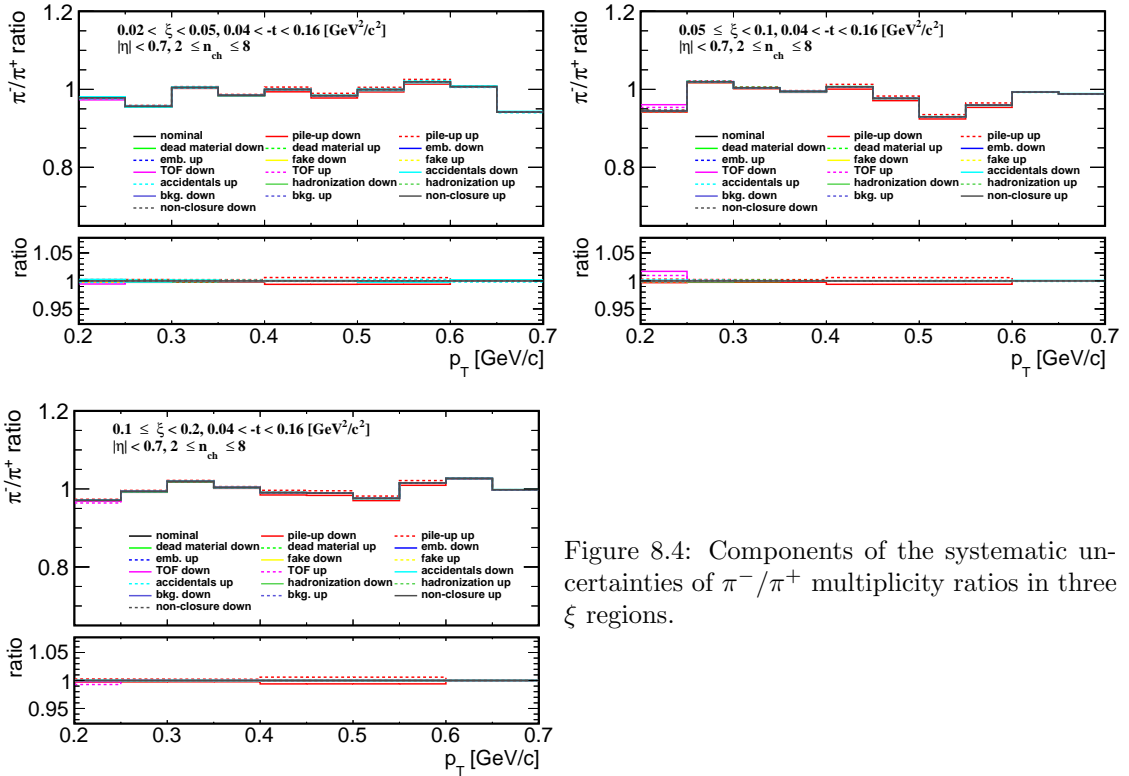 0.02 < ξ < 0.05, 0.04 < -t < 0.16 [GeV²/c²]
|η| < 0.7, 2 ≤ n_ch ≤ 8
π⁻/π⁺ ratio
1.2
1
0.8
nominal
pile-up down
pile-up up
dead material down
dead material up
emb. down
emb. up
fake down
fake up
TOF down
TOF up
accidentals down
accidentals up
hadronization down
hadronization up
bkg. down
bkg. up
non-closure up
non-closure down
ratio
1.05
1
0.95
0.2 0.3 0.4 0.5 0.6 0.7
p_T [GeV/c]
0.05 ≤ ξ < 0.1, 0.04 < -t < 0.16 [GeV²/c²]
|η| < 0.7, 2 ≤ n_ch ≤ 8
π⁻/π⁺ ratio
1.2
1
0.8
nominal
pile-up down
pile-up up
dead material down
dead material up
emb. down
emb. up
fake down
fake up
TOF down
TOF up
accidentals down
accidentals up
hadronization down
hadronization up
bkg. down
bkg. up
non-closure up
non-closure down
ratio
1.05
1
0.95
0.2 0.3 0.4 0.5 0.6 0.7
p_T [GeV/c]
0.1 ≤ ξ < 0.2, 0.04 < -t < 0.16 [GeV²/c²]
|η| < 0.7, 2 ≤ n_ch ≤ 8
π⁻/π⁺ ratio
1.2
1
0.8
nominal
pile-up down
pile-up up
dead material down
dead material up
emb. down
emb. up
fake down
fake up
TOF down
TOF up
accidentals down
accidentals up
hadronization down
hadronization up
bkg. down
bkg. up
non-closure up
non-closure down
ratio
1.05
1
0.95
0.2 0.3 0.4 0.5 0.6 0.7
p_T [GeV/c]
Figure 8.4: Components of the systematic un-
certainties of π⁻/π⁺ multiplicity ratios in three
ξ regions.